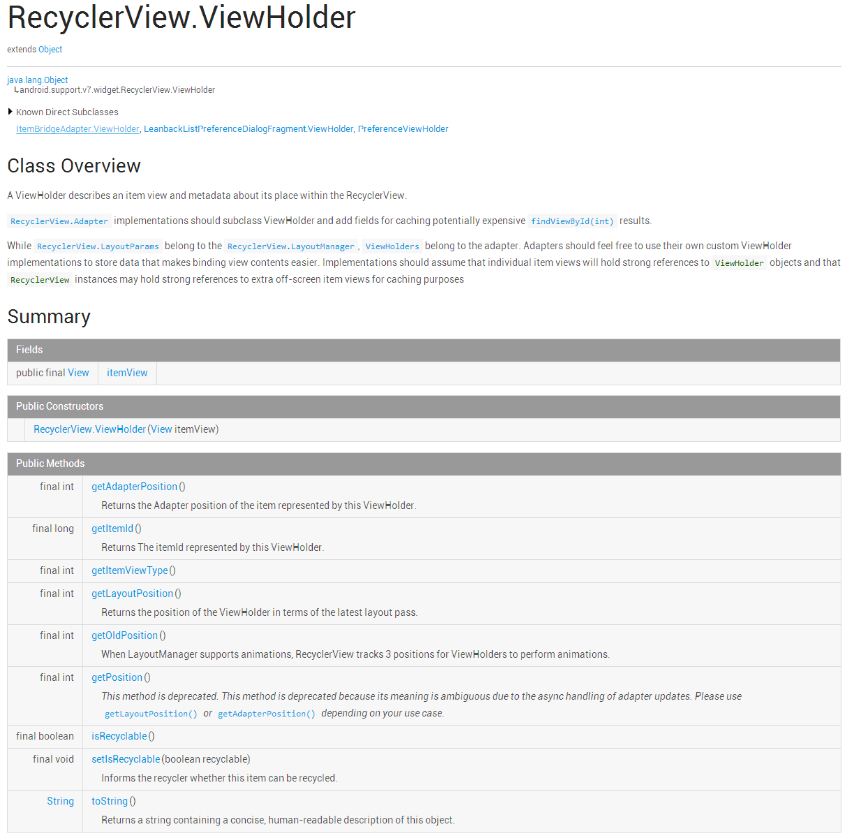 RecyclerView.ViewHolder
extends Object
java.lang.Object
↳android.support.v7.widget.RecyclerView.ViewHolder
Known Direct Subclasses
ItemBridgeAdapter.ViewHolder, LeanbackListPreferenceDialogFragment.ViewHolder, PreferenceViewHolder
Class Overview
A ViewHolder describes an item view and metadata about its place within the RecyclerView.
RecyclerView.Adapter implementations should subclass ViewHolder and add fields for caching potentially expensive findViewById(int) results.
While RecyclerView.LayoutParams belong to the RecyclerView.LayoutManager, ViewHolders belong to the adapter. Adapters should feel free to use their own custom ViewHolder
implementations to store data that makes binding view contents easier. Implementations should assume that individual item views will hold strong references to ViewHolder objects and that
RecyclerView instances may hold strong references to extra off-screen item views for caching purposes
Summary
Fields
public final View itemView
Public Constructors
RecyclerView.ViewHolder(View itemView)
Public Methods
final int getAdapterPosition()
Returns the Adapter position of the item represented by this ViewHolder.
final long getItemId()
Returns The itemId represented by this ViewHolder.
final int getItemViewType()
final int getLayoutPosition()
Returns the position of the ViewHolder in terms of the latest layout pass.
final int getOldPosition()
When LayoutManager supports animations, RecyclerView tracks 3 positions for ViewHolders to perform animations.
final int getPosition()
This method is deprecated. This method is deprecated because its meaning is ambiguous due to the async handling of adapter updates. Please use
getLayoutPosition() or getAdapterPosition() depending on your use case.
final boolean isRecyclable()
final void setIsRecyclable(boolean recyclable)
Informs the recycler whether this item can be recycled.
String toString()
Returns a string containing a concise, human-readable description of this object.